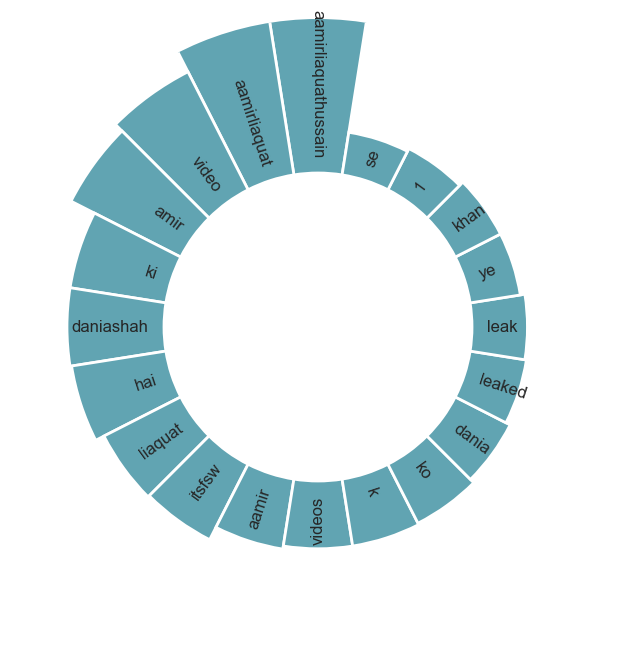 aamirliaquathussain
se
1
khan
ye
leak
leaked
dania
ko
k
videos
aamir
itsfsw
liaquat
hai
daniashah
ki
amir
video
aamirliaquat